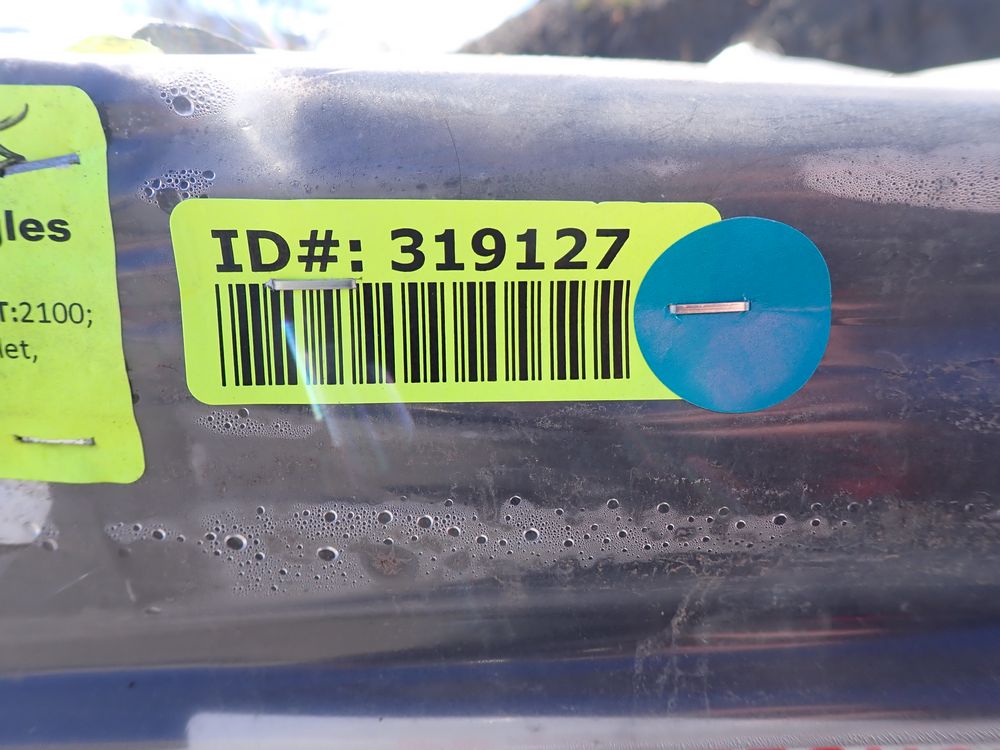 gles
T:2100;
let,
ID#: 319127